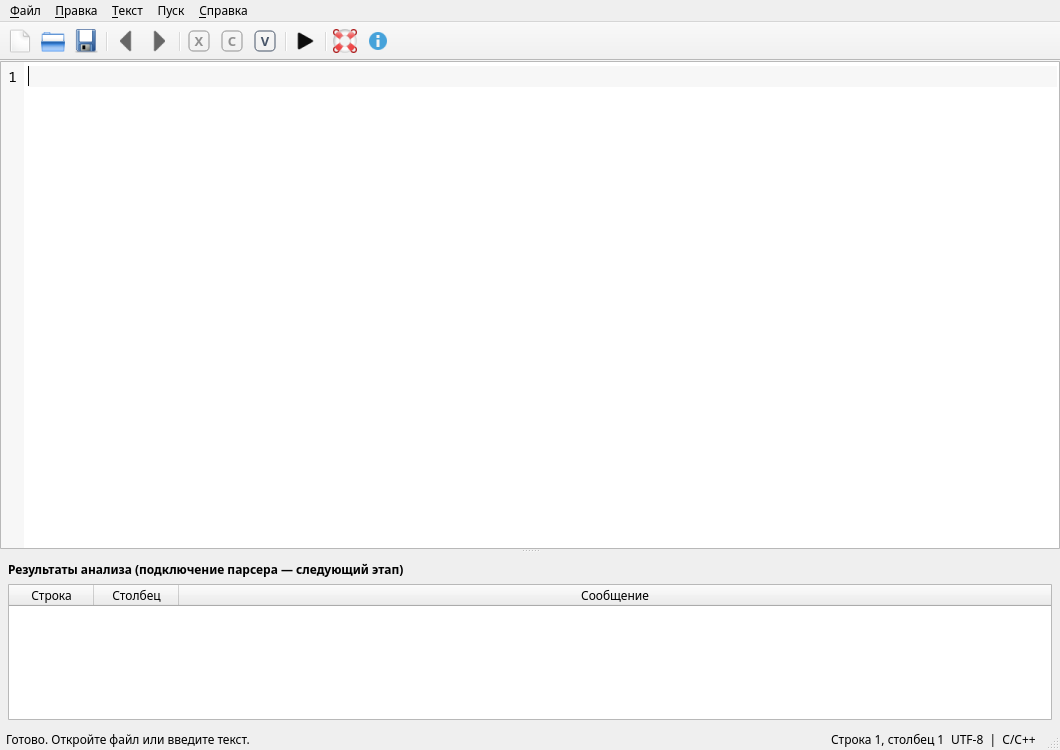 Файл Правка Текст Пуск Справка
X C V i
1
Результаты анализа (подключение парсера — следующий этап)
Строка Столбец Сообщение
Готово. Откройте файл или введите текст. Строка 1, столбец 1 UTF-8 | C/C++